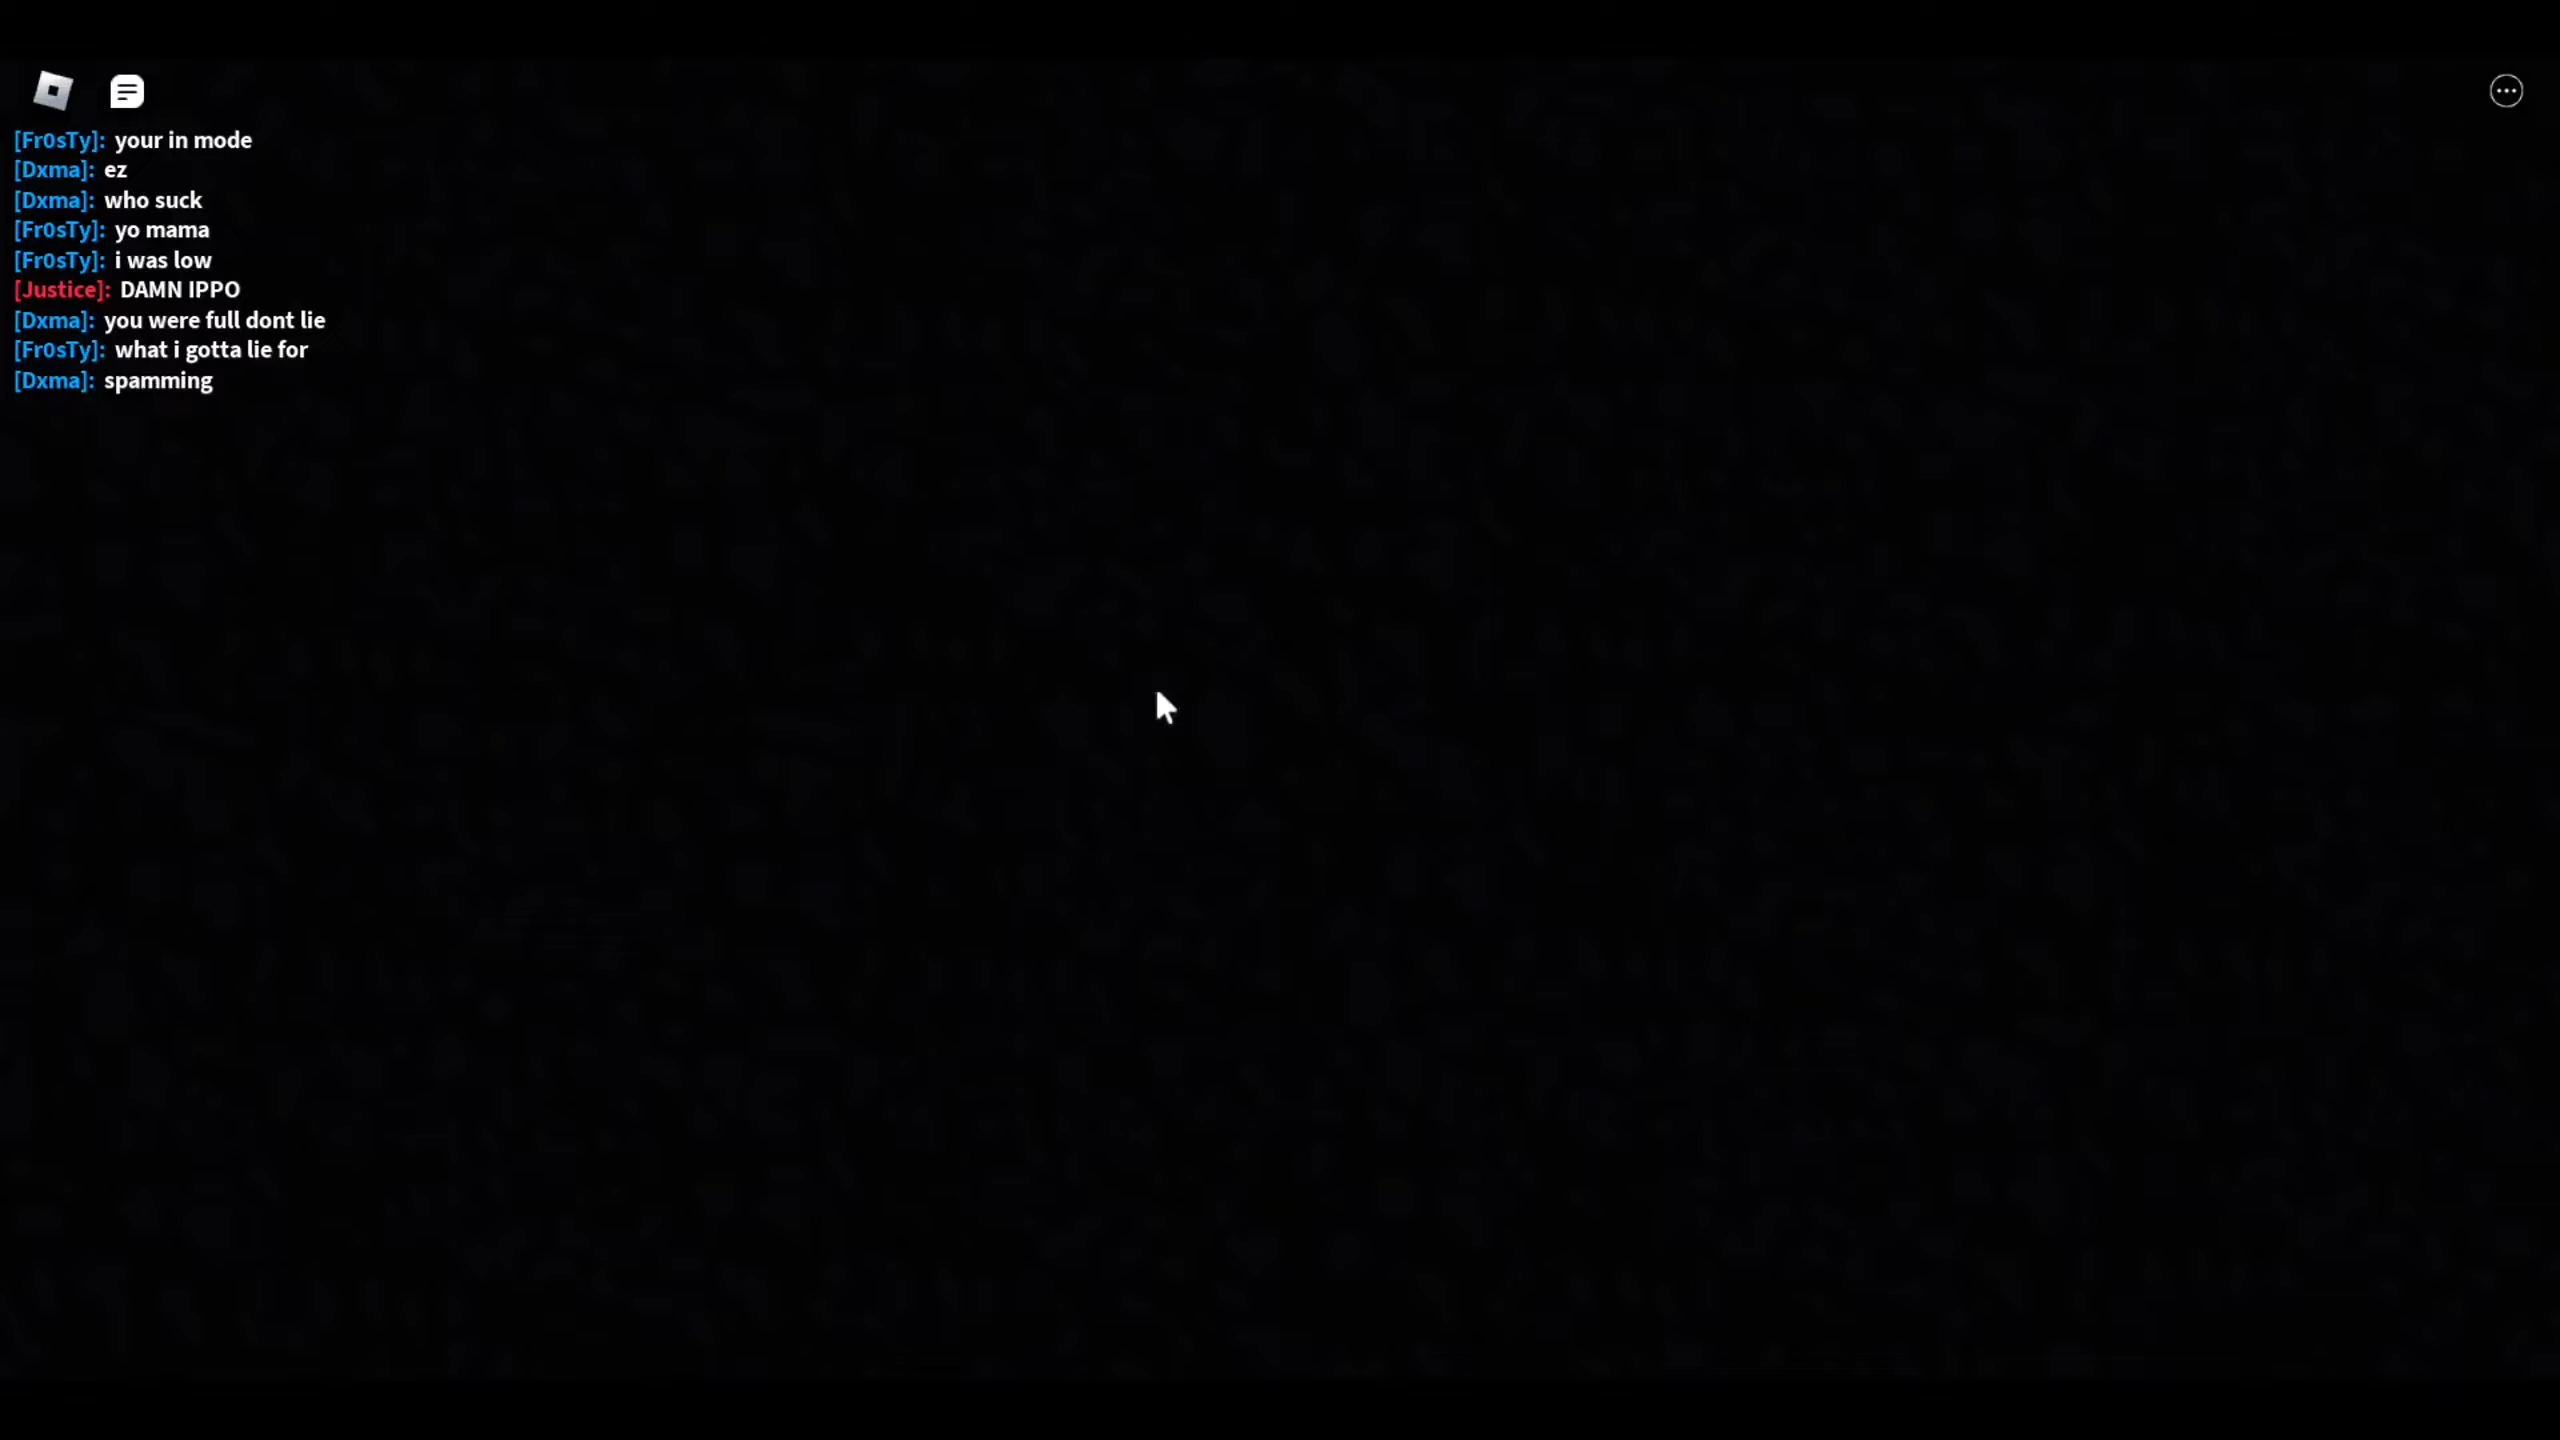 [Fr0sTy]: your in mode
[Dxma]: ez
[Dxma]: who suck
[Fr0sTy]: yo mama
[Fr0sTy]: i was low
[Justice]: DAMN IPPO
[Dxma]: you were full dont lie
[Fr0sTy]: what i gotta lie for
[Dxma]: spamming